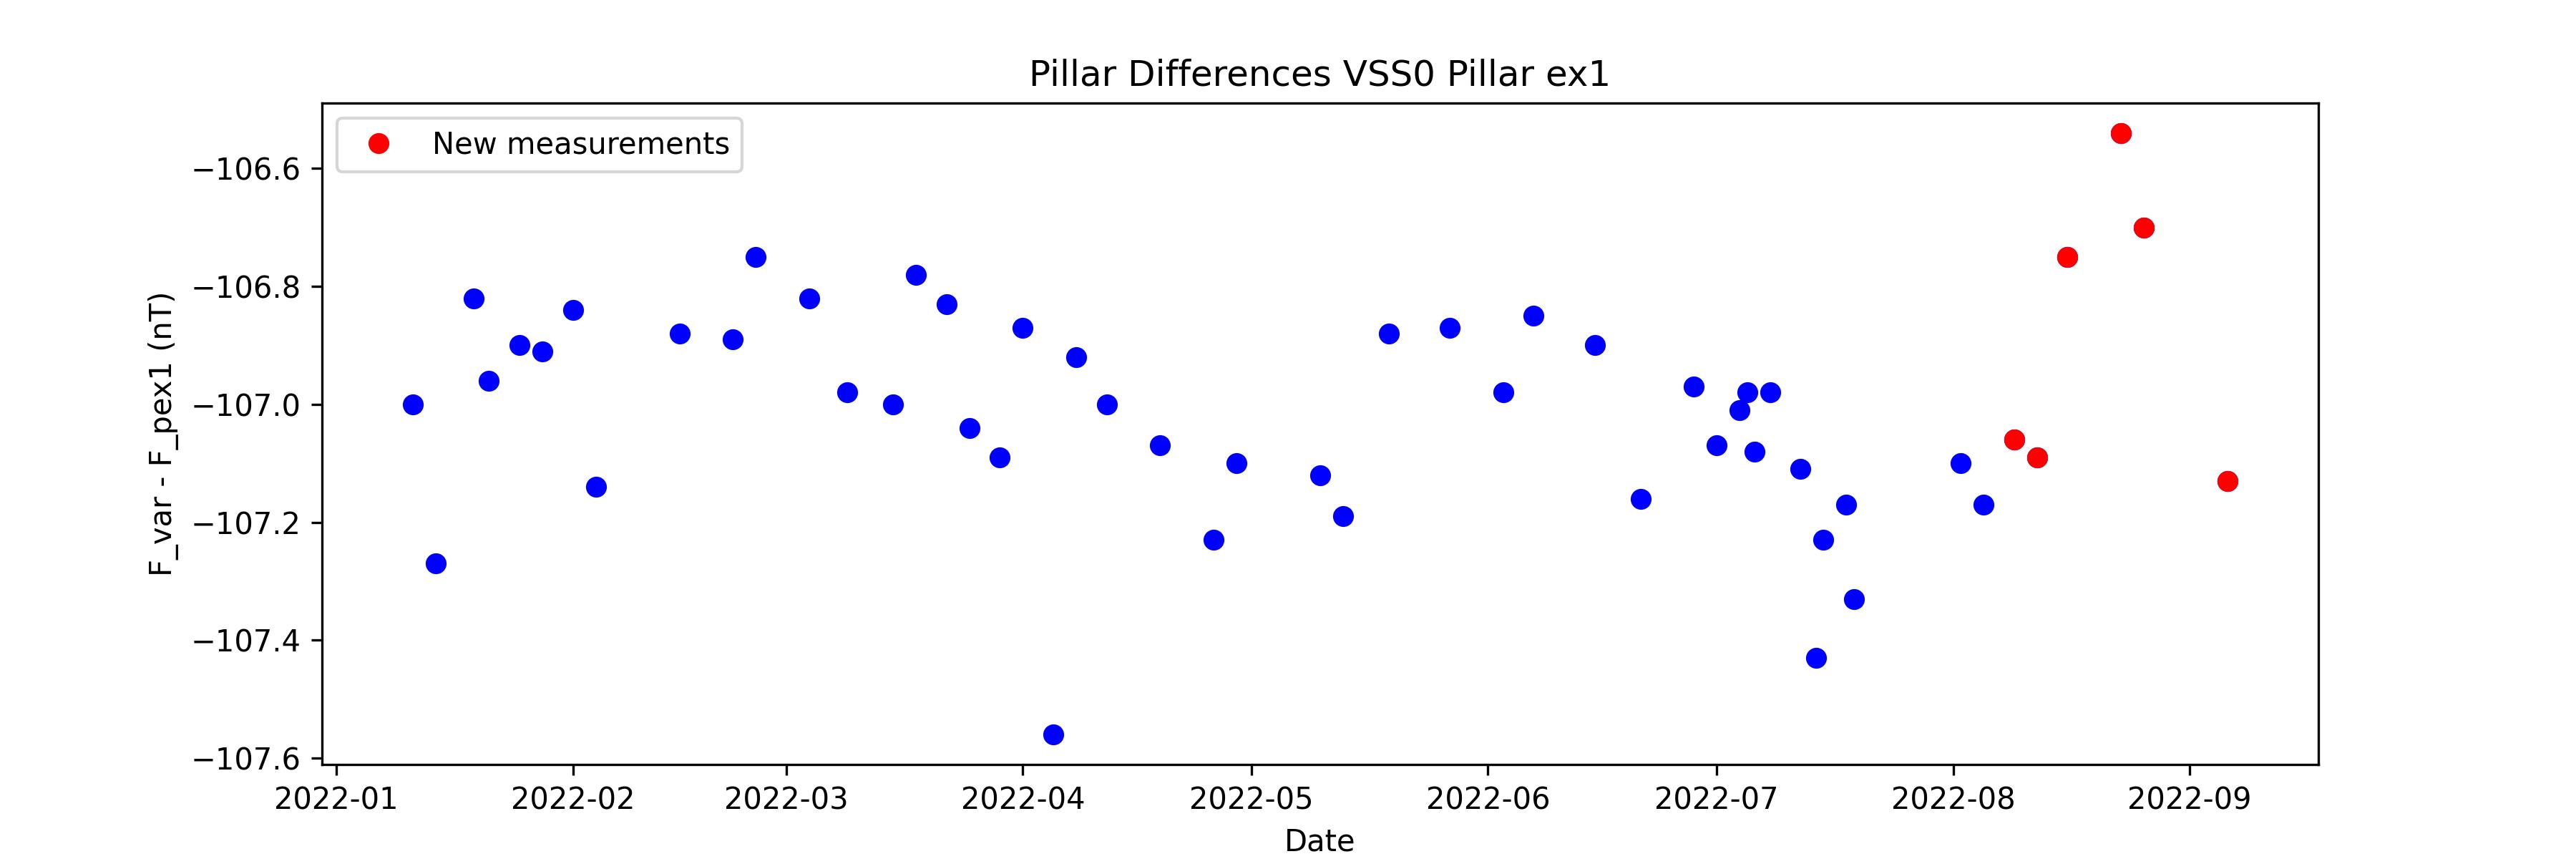 Pillar Differences VSS0 Pillar ex1
New measurements
F_var - F_pex1 (nT)
−106.6
−106.8
−107.0
−107.2
−107.4
−107.6
2022-01 2022-02 2022-03 2022-04 2022-05 2022-06 2022-07 2022-08 2022-09
Date